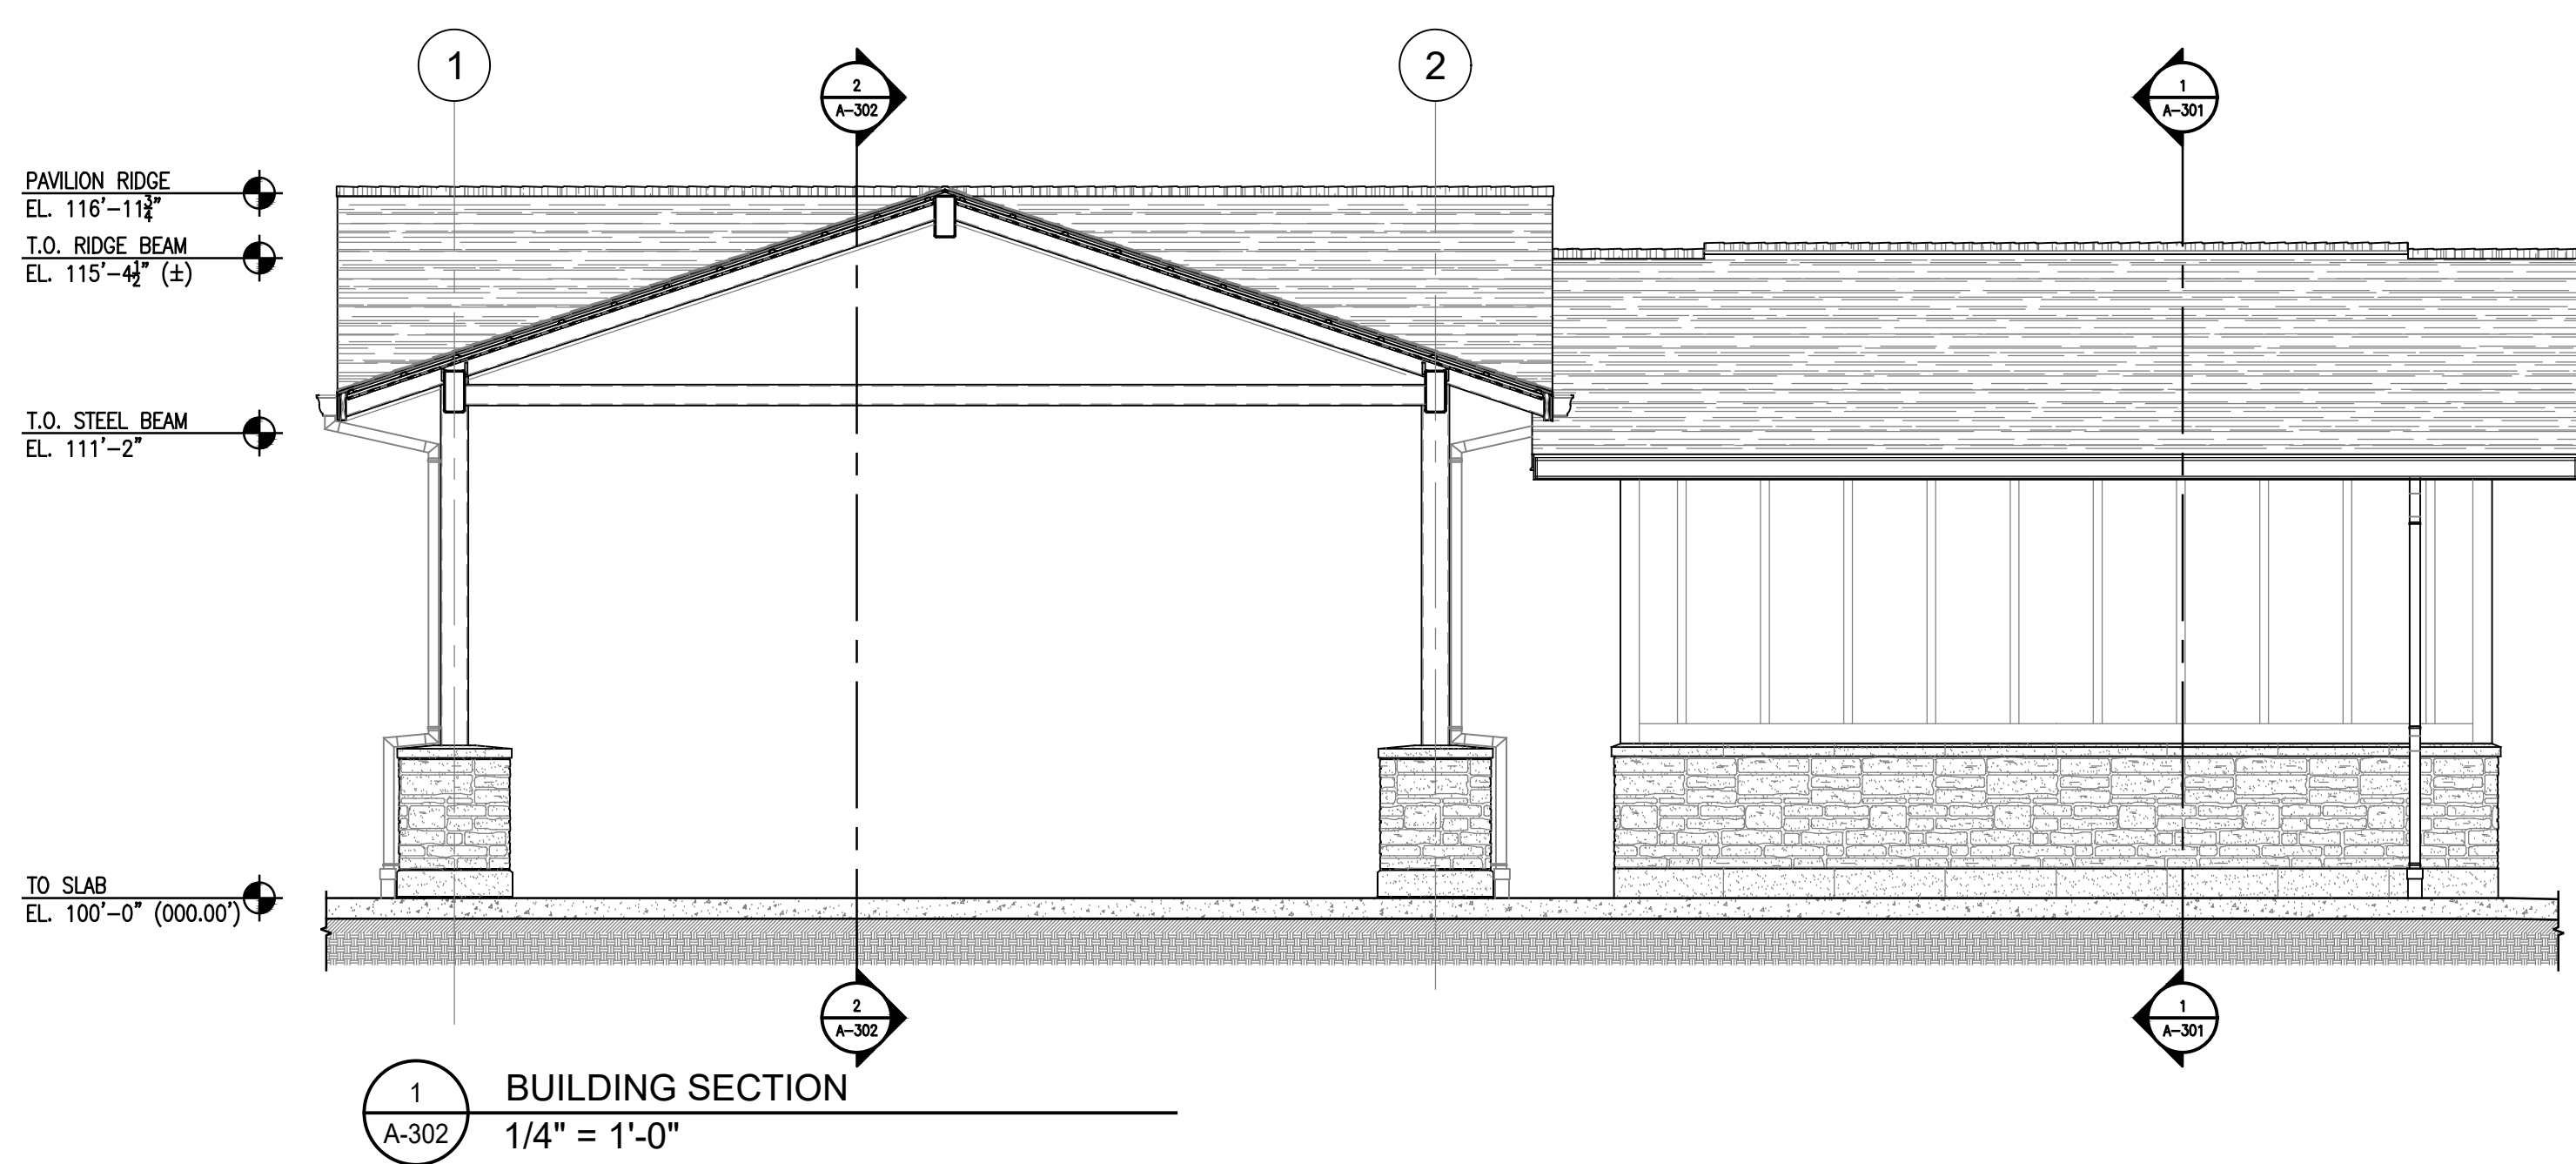 1
2
2
A-302
1
A-301
PAVILION RIDGE
EL. 116'-11¾"
T.O. RIDGE BEAM
EL. 115'-4½" (±)
T.O. STEEL BEAM
EL. 111'-2"
TO SLAB
EL. 100'-0" (000.00')
2
A-302
1
A-301
1
A-302
BUILDING SECTION
1/4" = 1'-0"